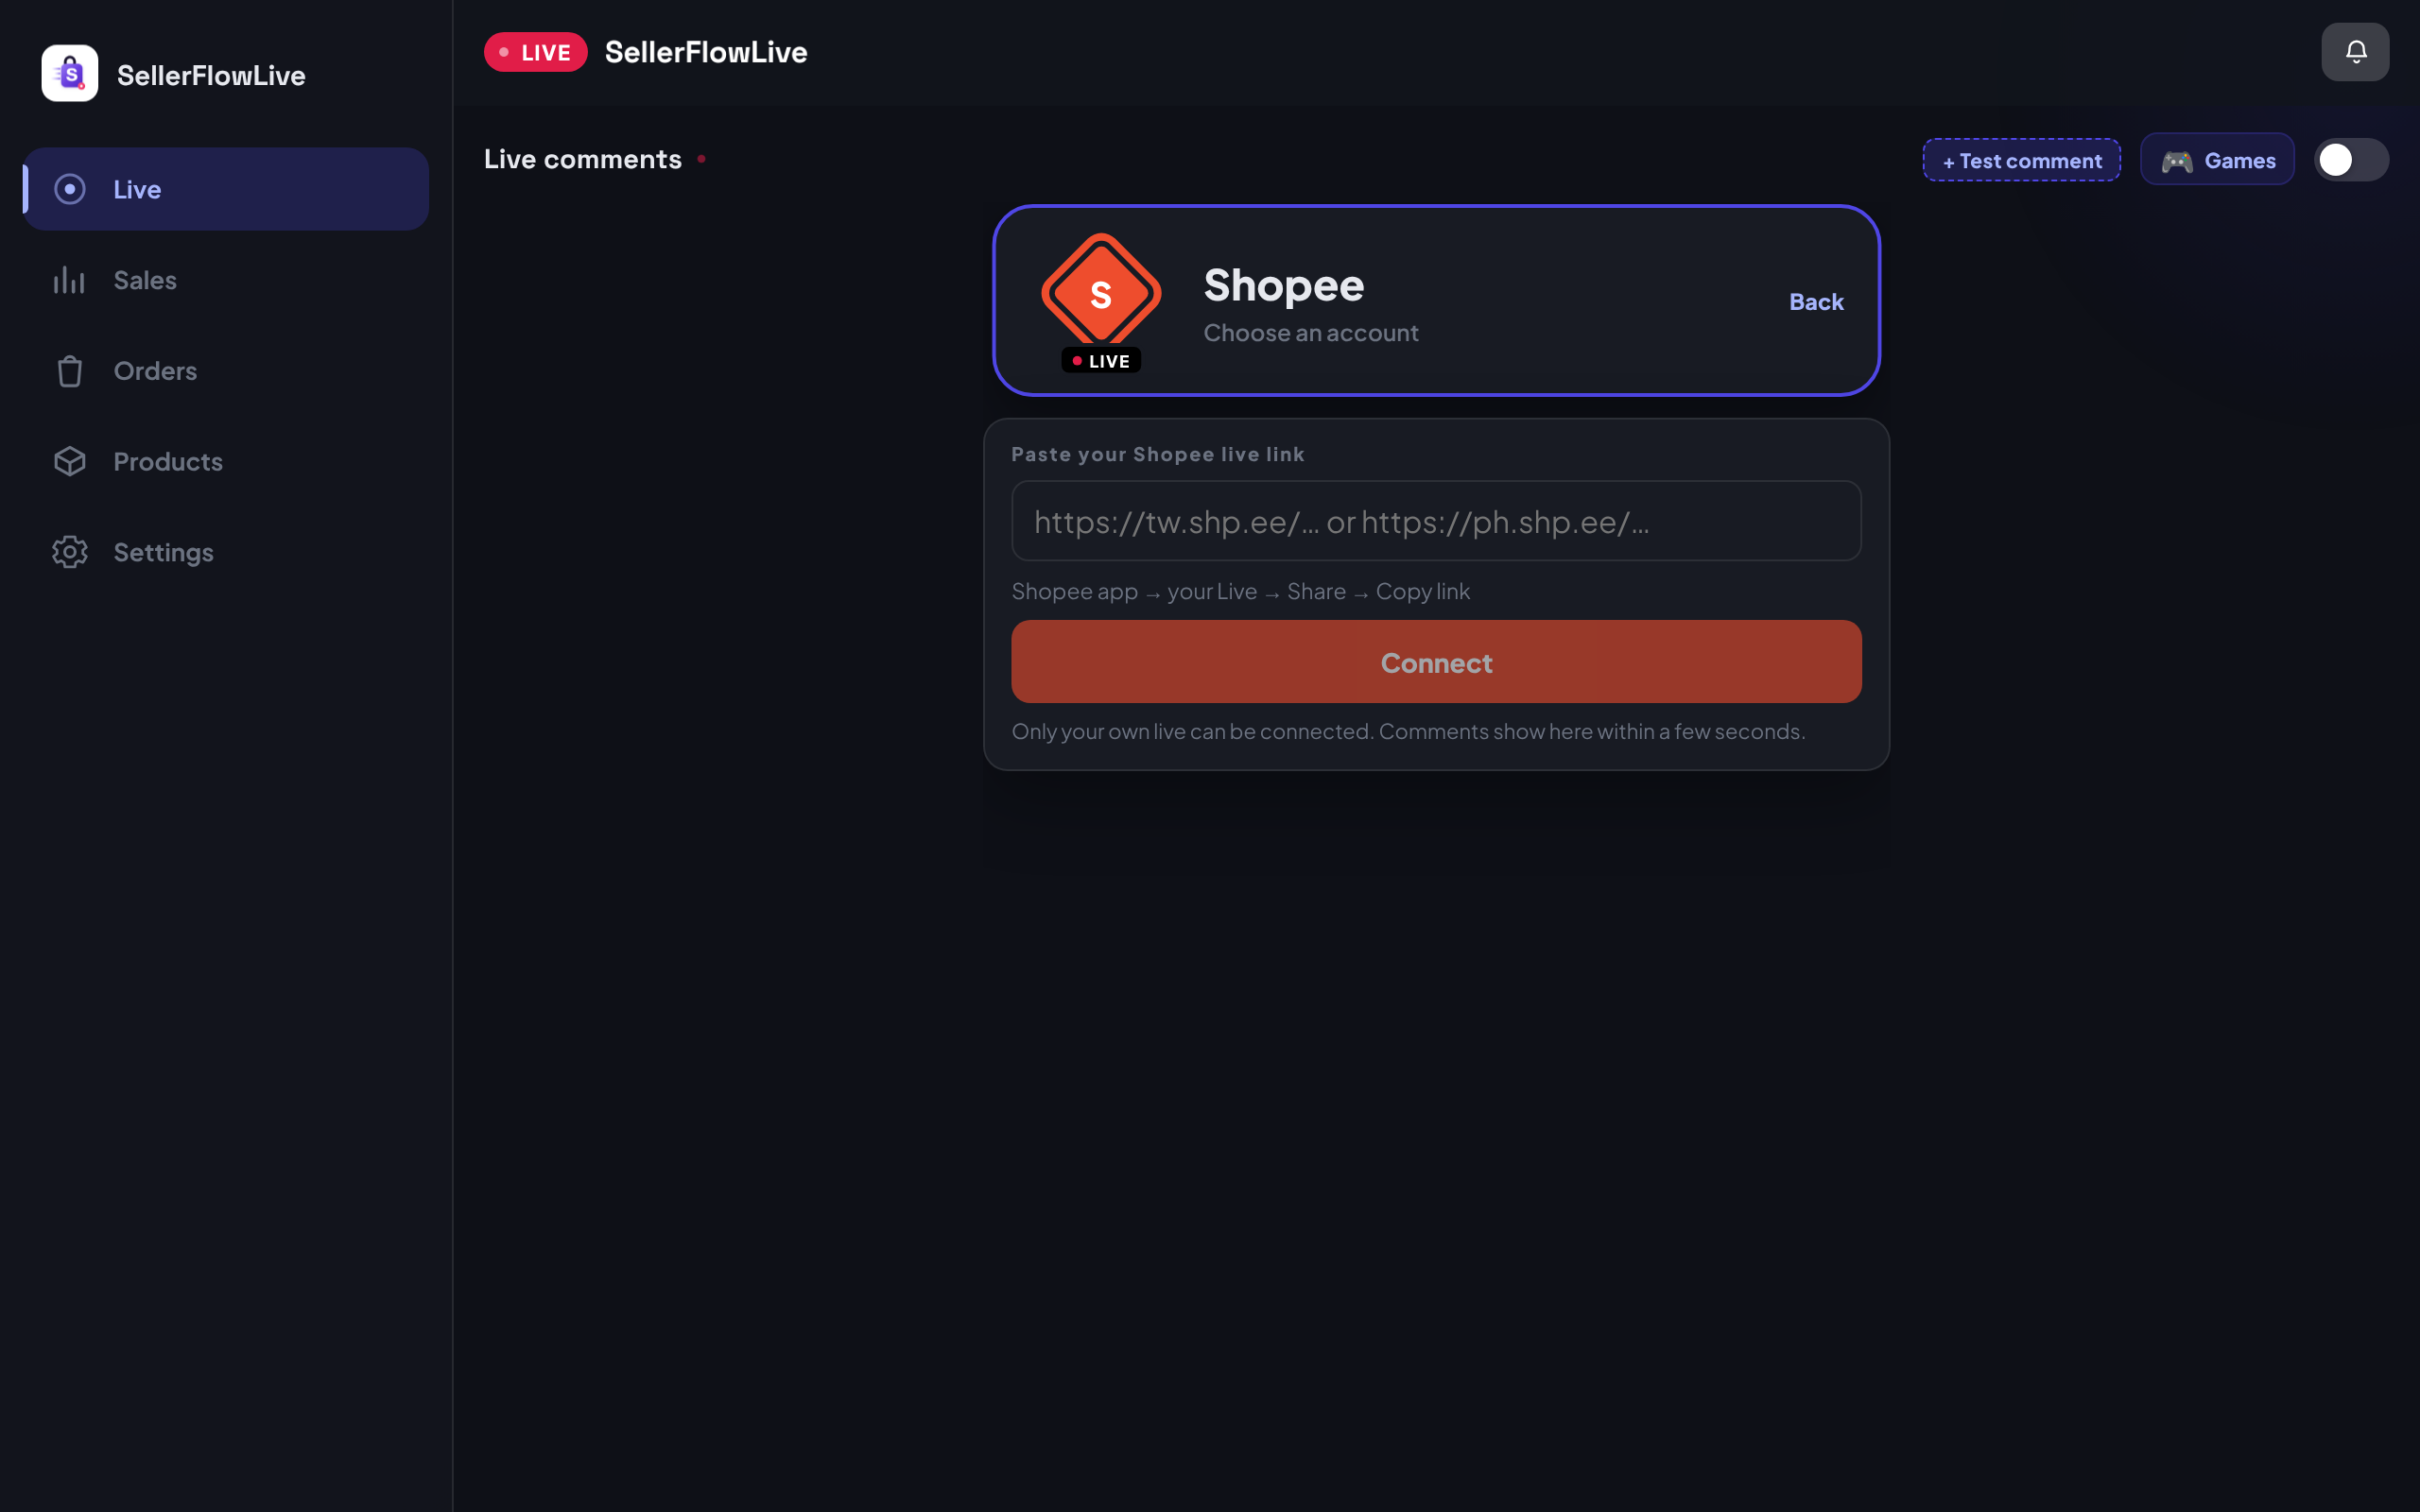 S
SellerFlowLive
Live
Sales
Orders
Products
Settings
LIVE SellerFlowLive
Live comments
+ Test comment
🎮 Games
S
LIVE
Shopee
Choose an account
Back
Paste your Shopee live link
https://tw.shp.ee/… or https://ph.shp.ee/…
Shopee app → your Live → Share → Copy link
Connect
Only your own live can be connected. Comments show here within a few seconds.